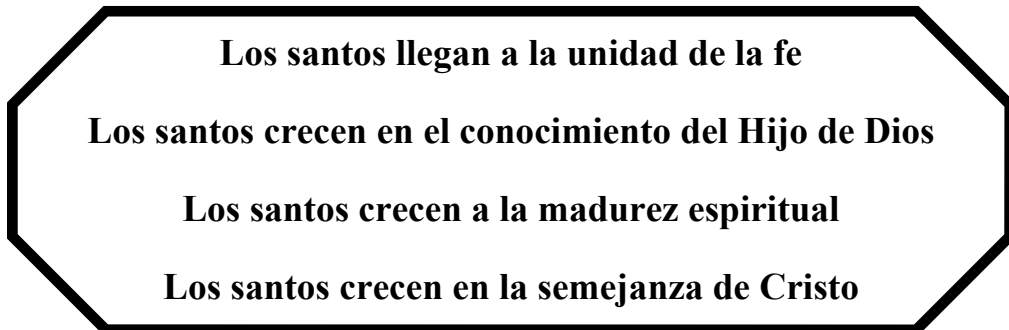 Los santos llegan a la unidad de la fe
Los santos crecen en el conocimiento del Hijo de Dios
Los santos crecen a la madurez espiritual
Los santos crecen en la semejanza de Cristo